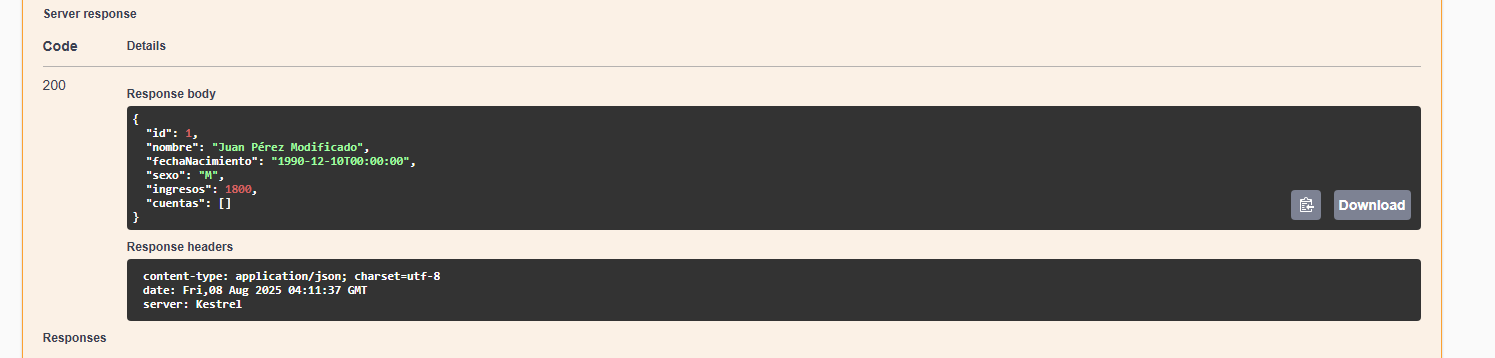 Server response
Code Details
200
Response body
{
  "id": 1,
  "nombre": "Juan Pérez Modificado",
  "fechaNacimiento": "1990-12-10T00:00:00",
  "sexo": "M",
  "ingresos": 1800,
  "cuentas": []
}
Download
Response headers
content-type: application/json; charset=utf-8
date: Fri,08 Aug 2025 04:11:37 GMT
server: Kestrel
Responses